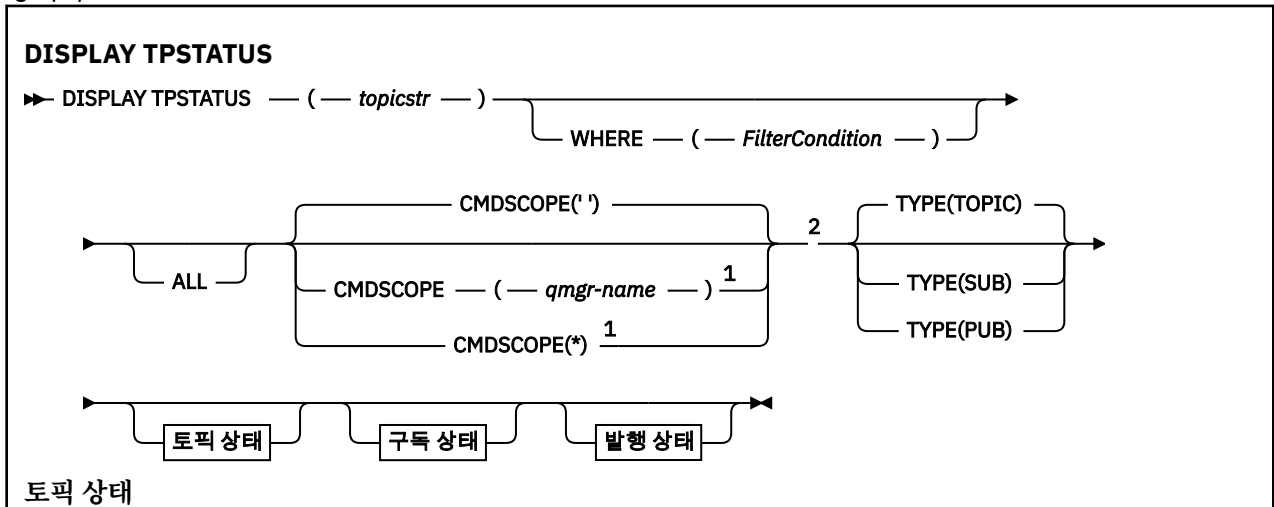 DISPLAY TPSTATUS
DISPLAY TPSTATUS ( topicstr )
WHERE ( FilterCondition )
ALL
CMDSCOPE(' ')
CMDSCOPE ( qmgr-name ) 1
CMDSCOPE(*) 1
2
TYPE(TOPIC)
TYPE(SUB)
TYPE(PUB)
토픽 상태
구독 상태
발행 상태
토픽 상태